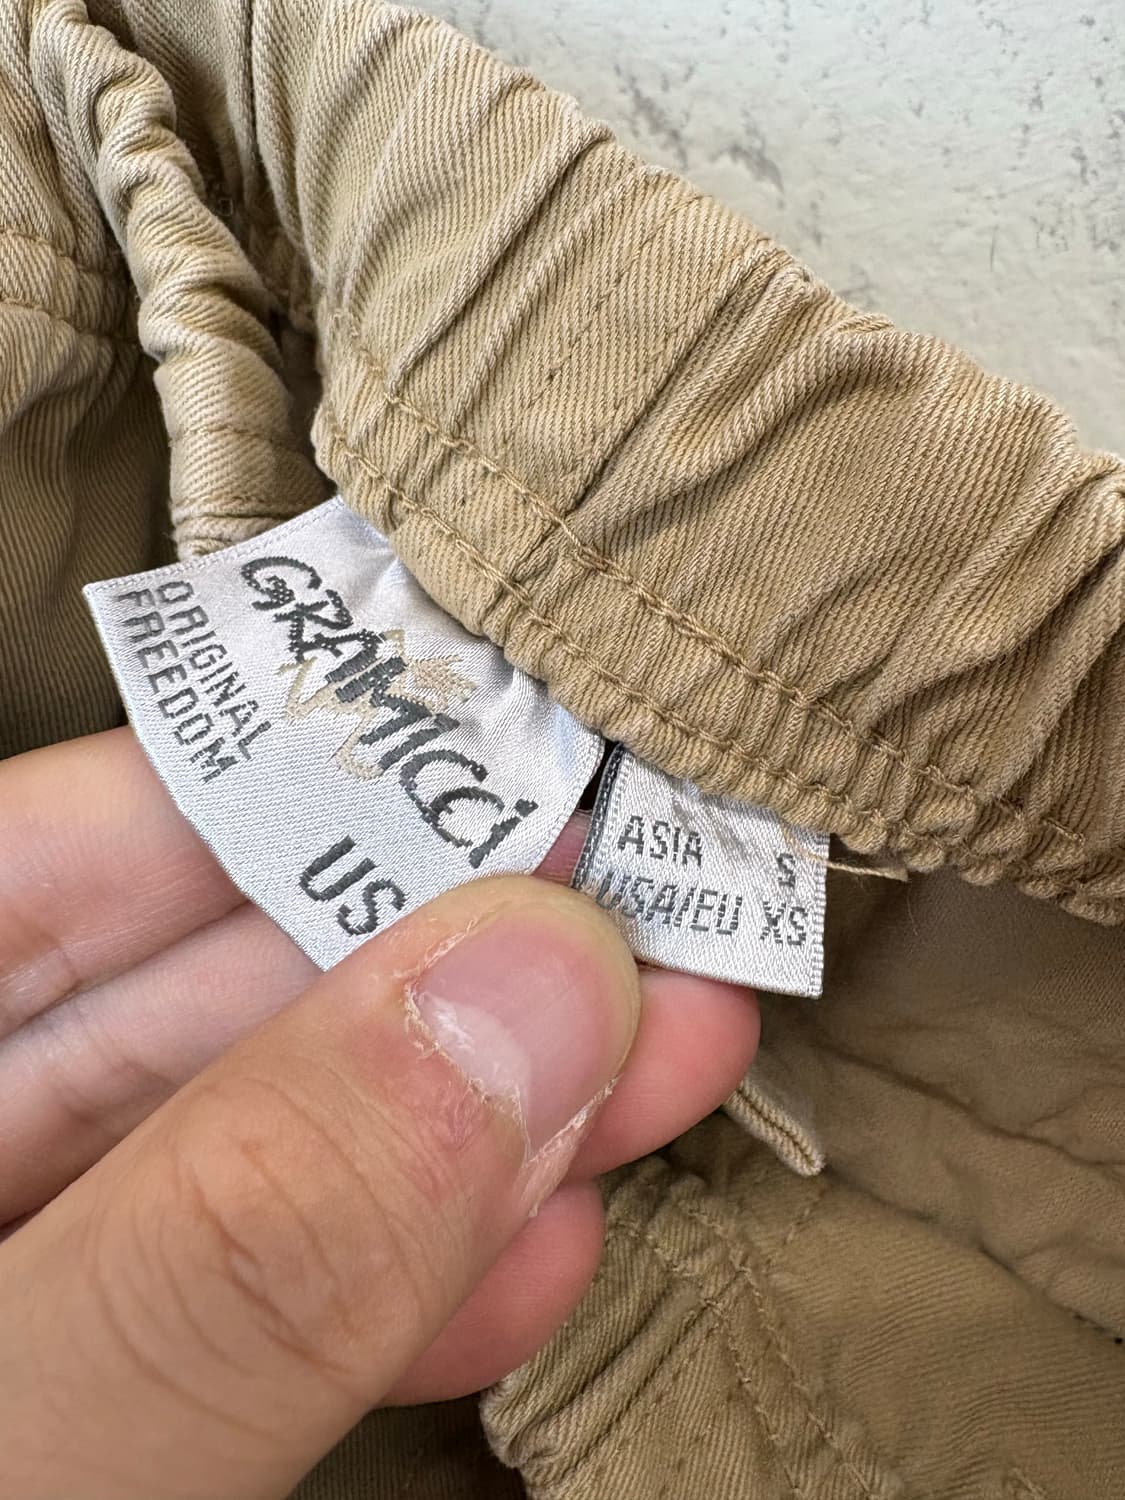 GRAMICCi
ORIGINAL
FREEDOM
US
ASIA S
USA/EU XS